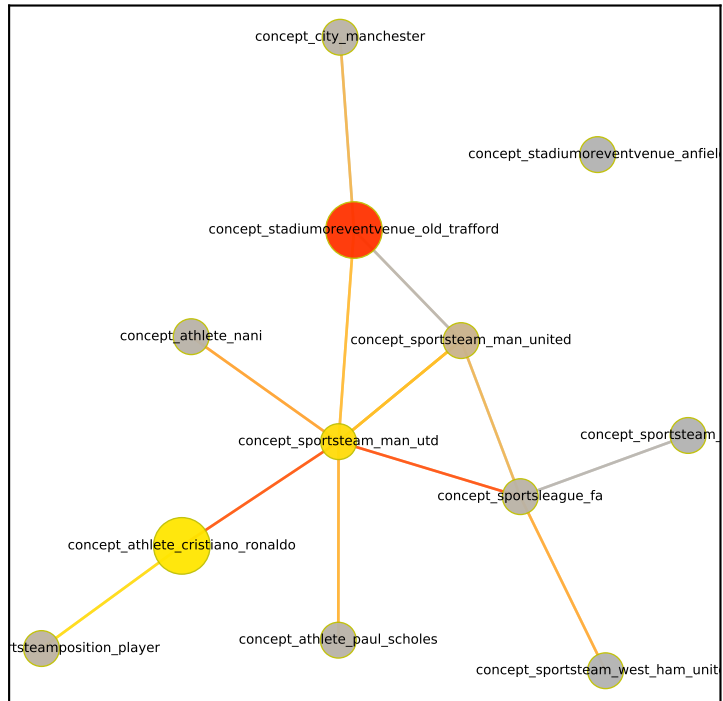 concept_city_manchester
concept_stadiumoreventvenue_anfiel
concept_stadiumoreventvenue_old_trafford
concept_athlete_nani
concept_sportsteam_man_united
concept_sportsteam_man_utd
concept_sportsteam_
concept_sportsleague_fa
concept_athlete_cristiano_ronaldo
concept_athlete_paul_scholes
rtsteamposition_player
concept_sportsteam_west_ham_unit